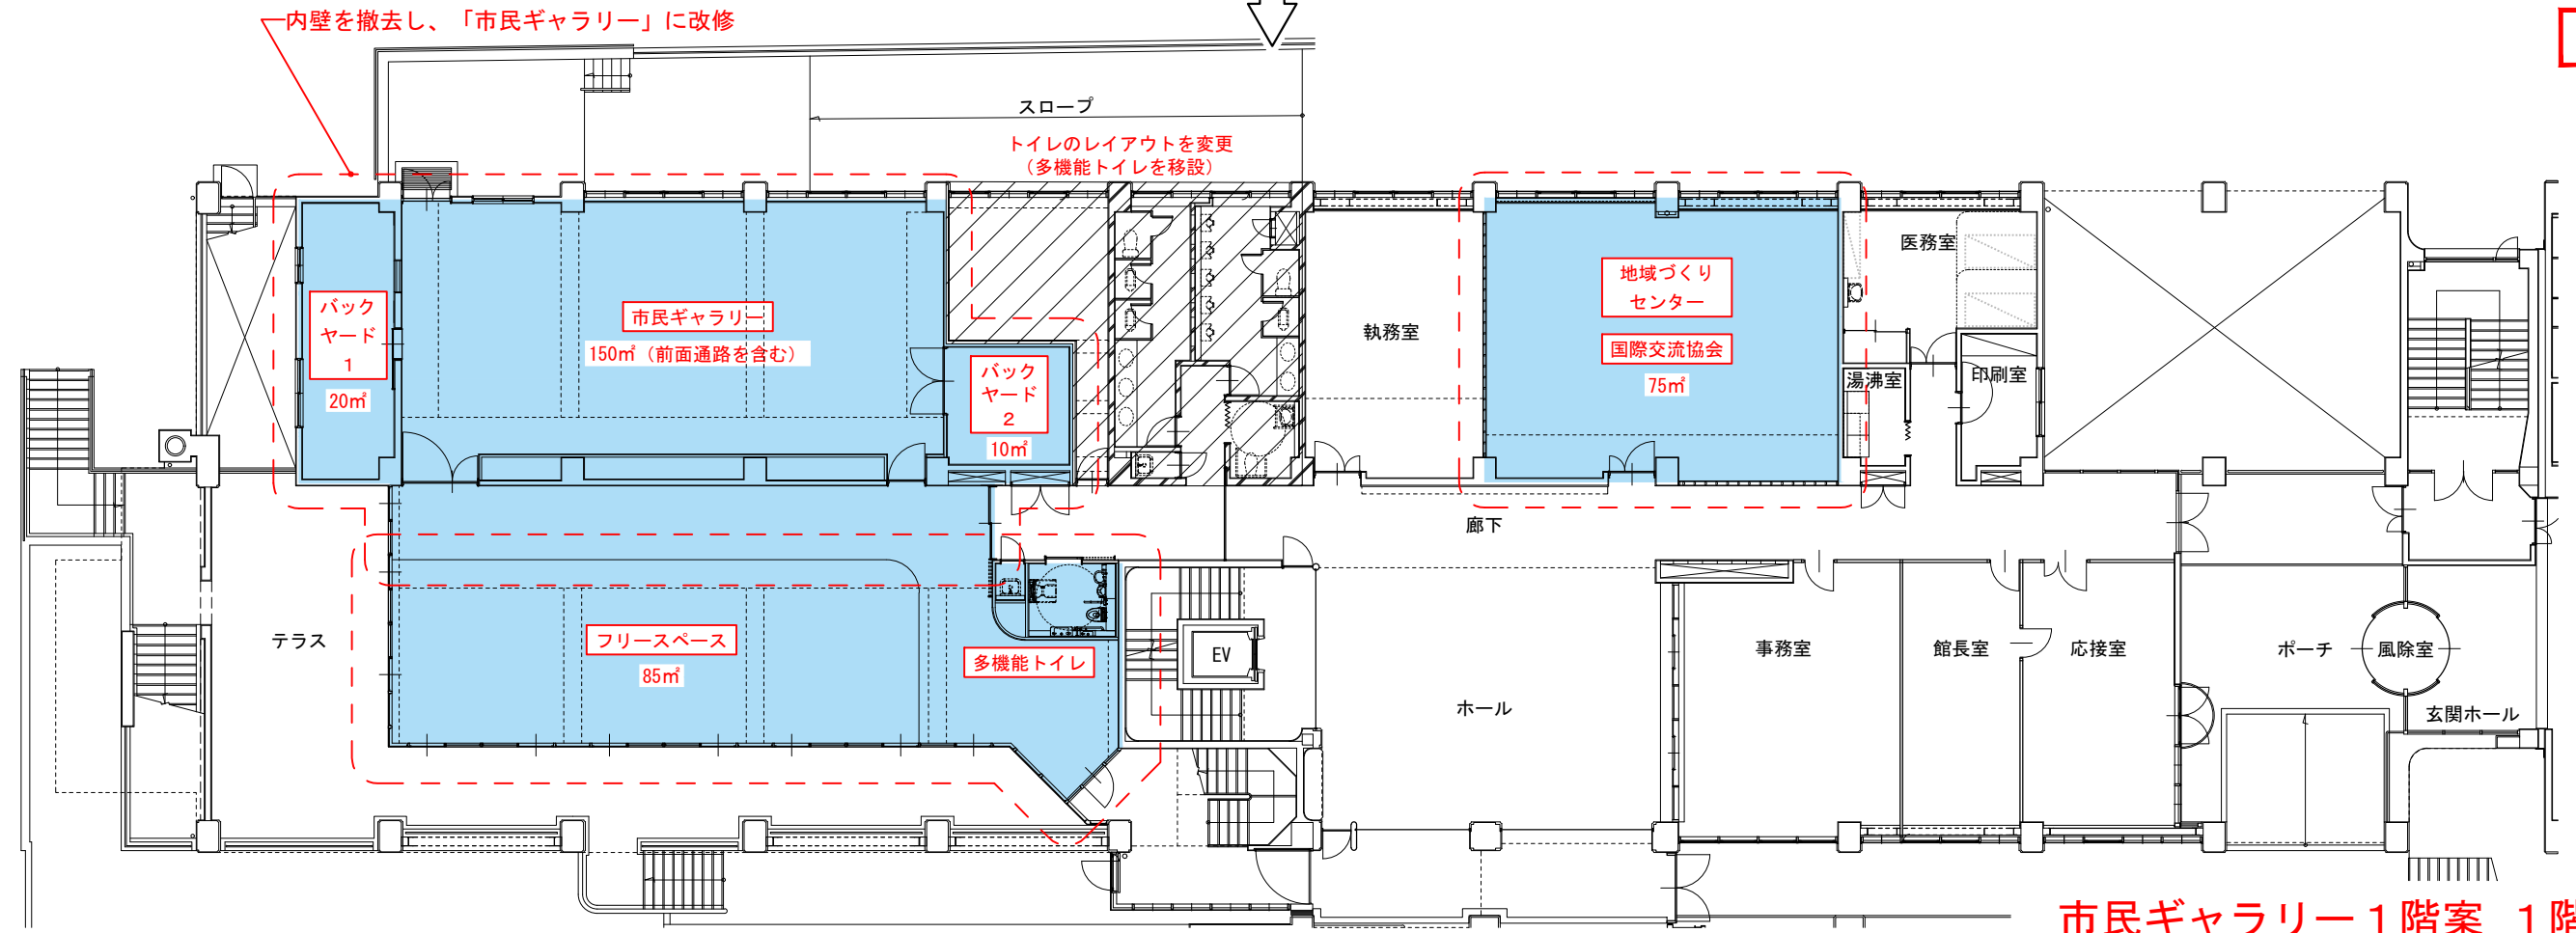 内壁を撤去し、「市民ギャラリー」に改修
スロープ
トイレのレイアウトを変更
(多機能トイレを移設)
バック
ヤード
1
20㎡
市民ギャラリー
150㎡(前面通路を含む)
バック
ヤード
2
10㎡
執務室
地域づくり
センター
国際交流協会
75㎡
医務室
湯沸室
印刷室
廊下
テラス
フリースペース
85㎡
多機能トイレ
EV
ホール
事務室
館長室
応接室
ポーチ
風除室
玄関ホール
市民ギャラリー1階案 1階